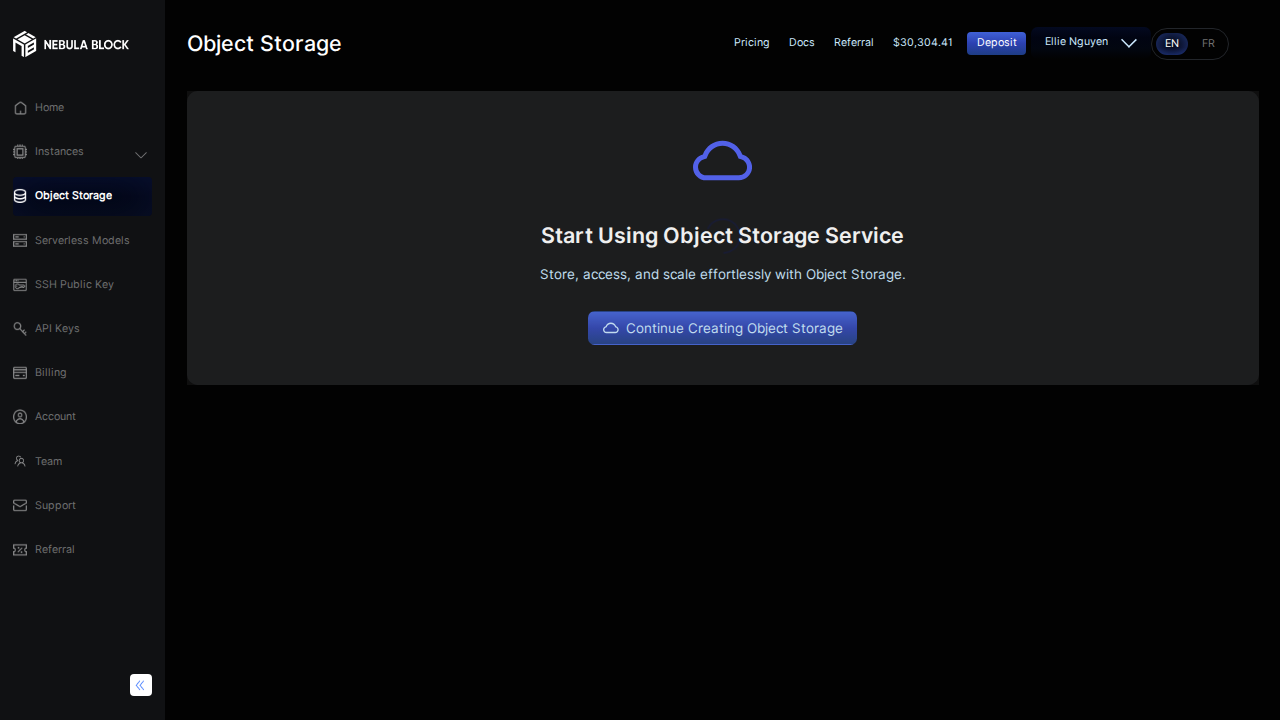 NEBULA BLOCK
Object Storage
Pricing
Docs
Referral
$30,304.41
Deposit
Ellie Nguyen
EN
FR
Home
Instances
Object Storage
Serverless Models
SSH Public Key
API Keys
Billing
Account
Team
Support
Referral
Start Using Object Storage Service
Store, access, and scale effortlessly with Object Storage.
Continue Creating Object Storage